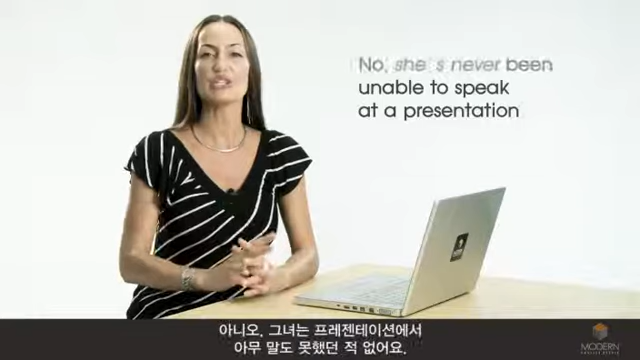 No, she's never been
unable to speak
at a presentation
아니오. 그녀는 프레젠테이션에서
아무 말도 못했던 적 없어요.
MODERN